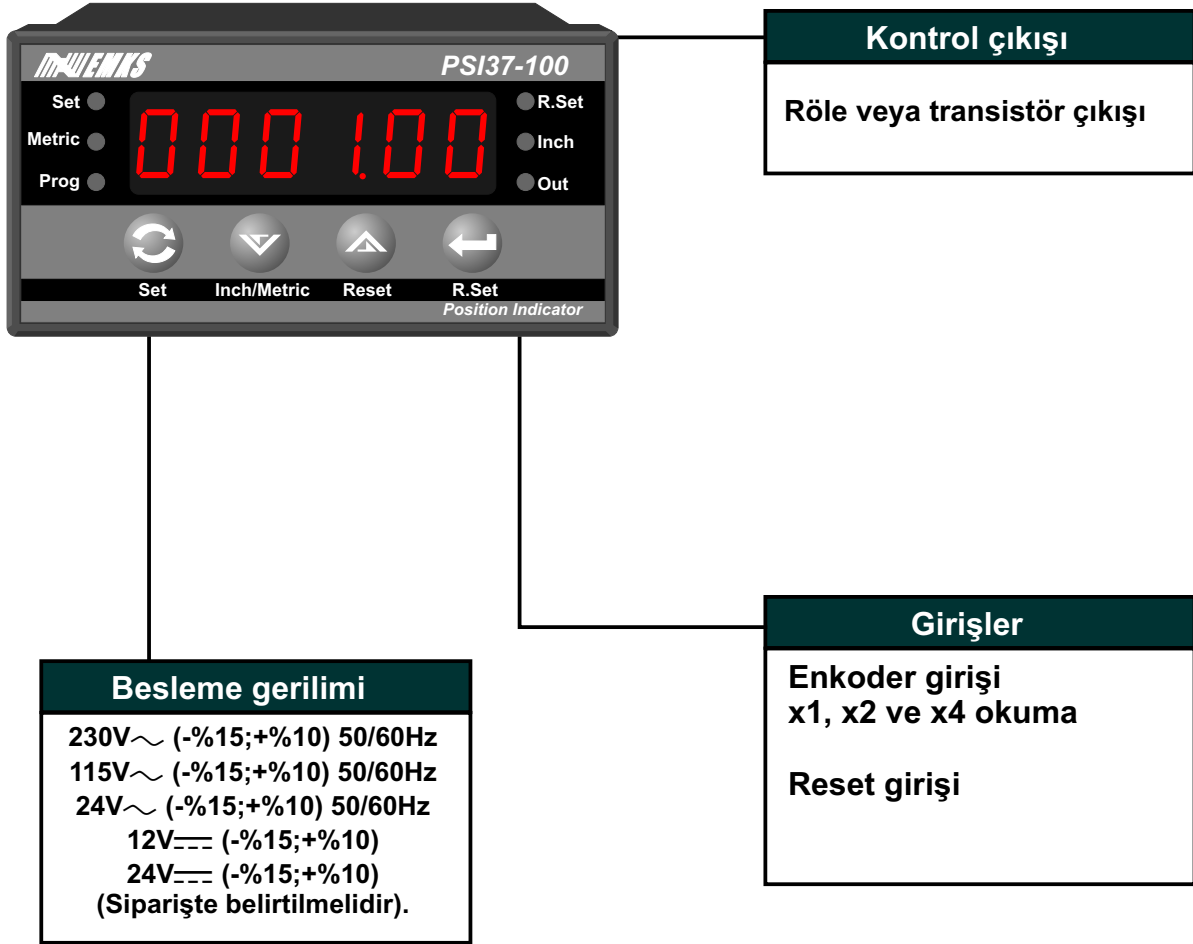 EMKS
PSI37-100
Set
R.Set
Metric
Inch
Prog
Out
0001.00
Set Inch/Metric Reset R.Set
Position Indicator
Kontrol çıkışı
Röle veya transistör çıkışı
Girişler
Enkoder girişi
x1, x2 ve x4 okuma
Reset girişi
Besleme gerilimi
230V～ (-%15;+%10) 50/60Hz
115V～ (-%15;+%10) 50/60Hz
24V～ (-%15;+%10) 50/60Hz
12V⎓ (-%15;+%10)
24V⎓ (-%15;+%10)
(Siparişte belirtilmelidir).